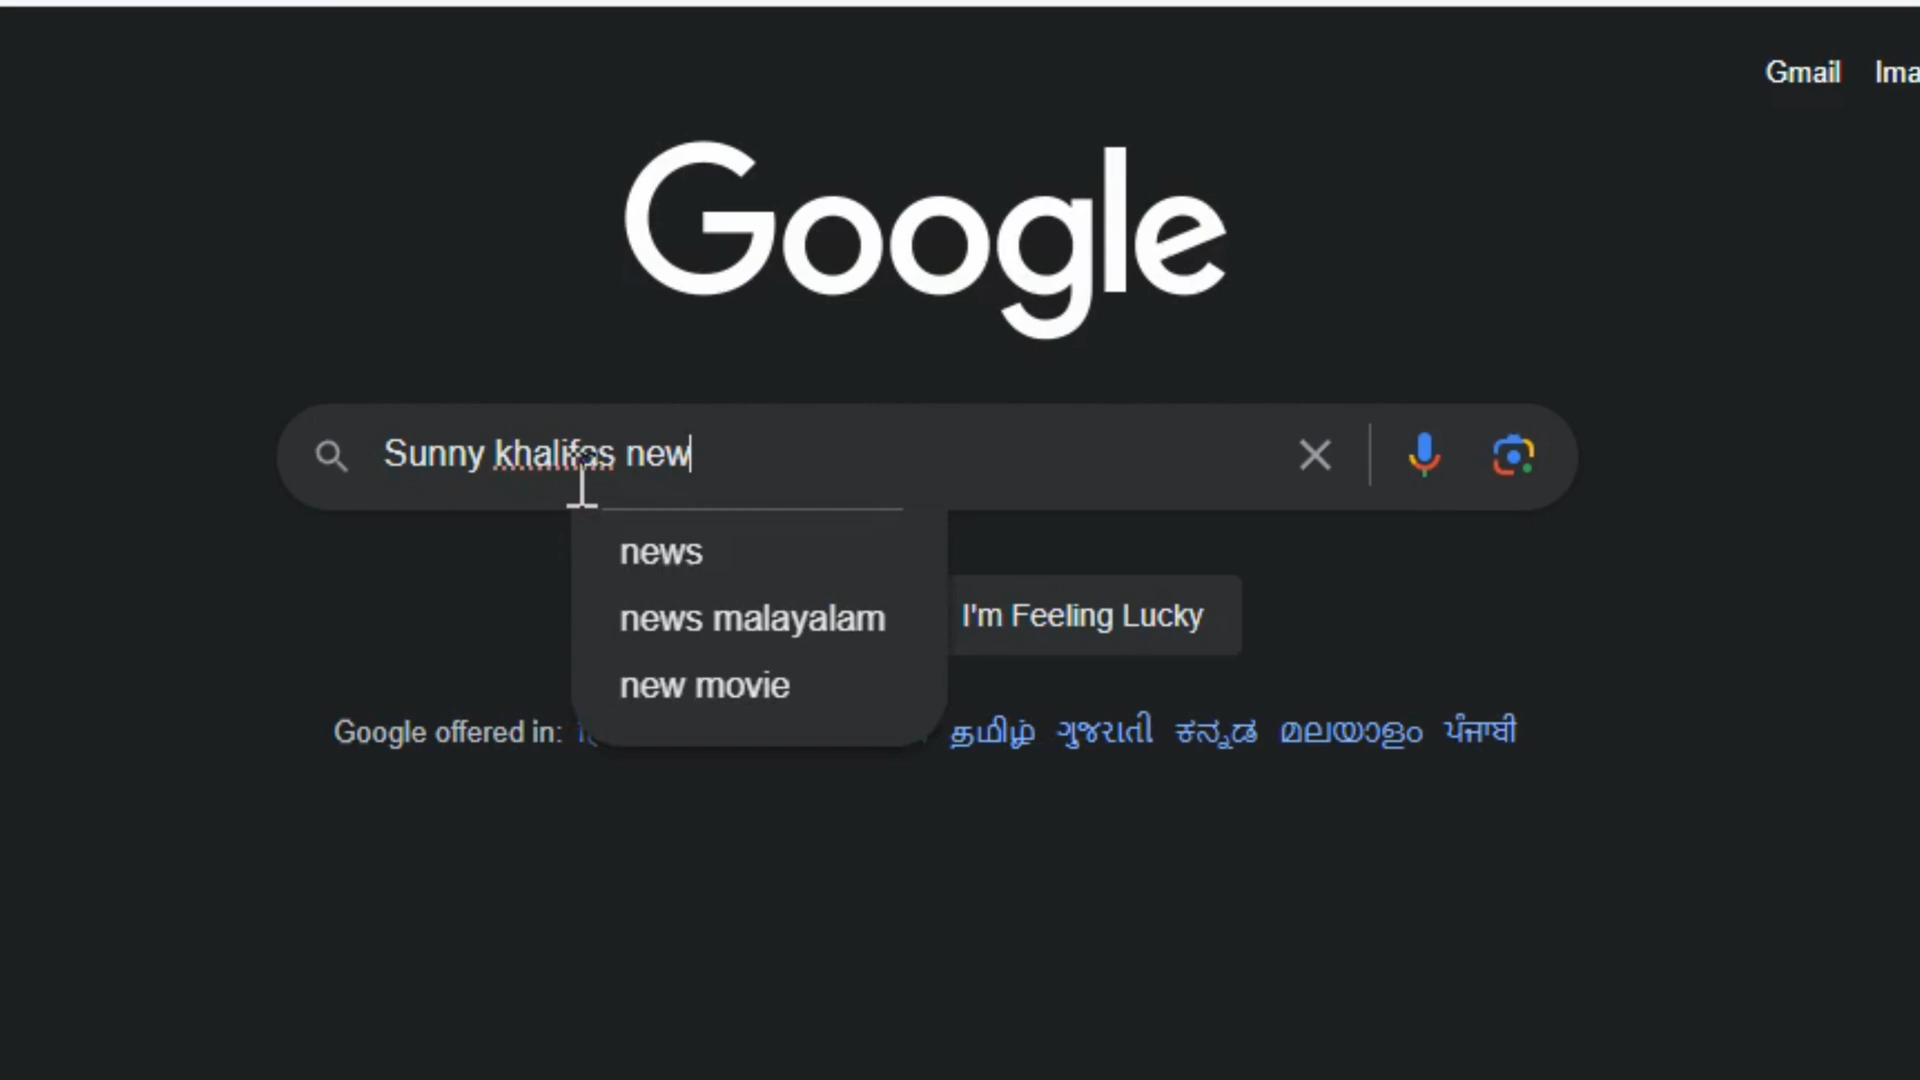 Gmail
Google
Sunny khalifas new
news
news malayalam
new movie
I'm Feeling Lucky
Google offered in: தமிழ் ગુજરાતી ಕನ್ನಡ മലയാളം ਪੰਜਾਬੀ